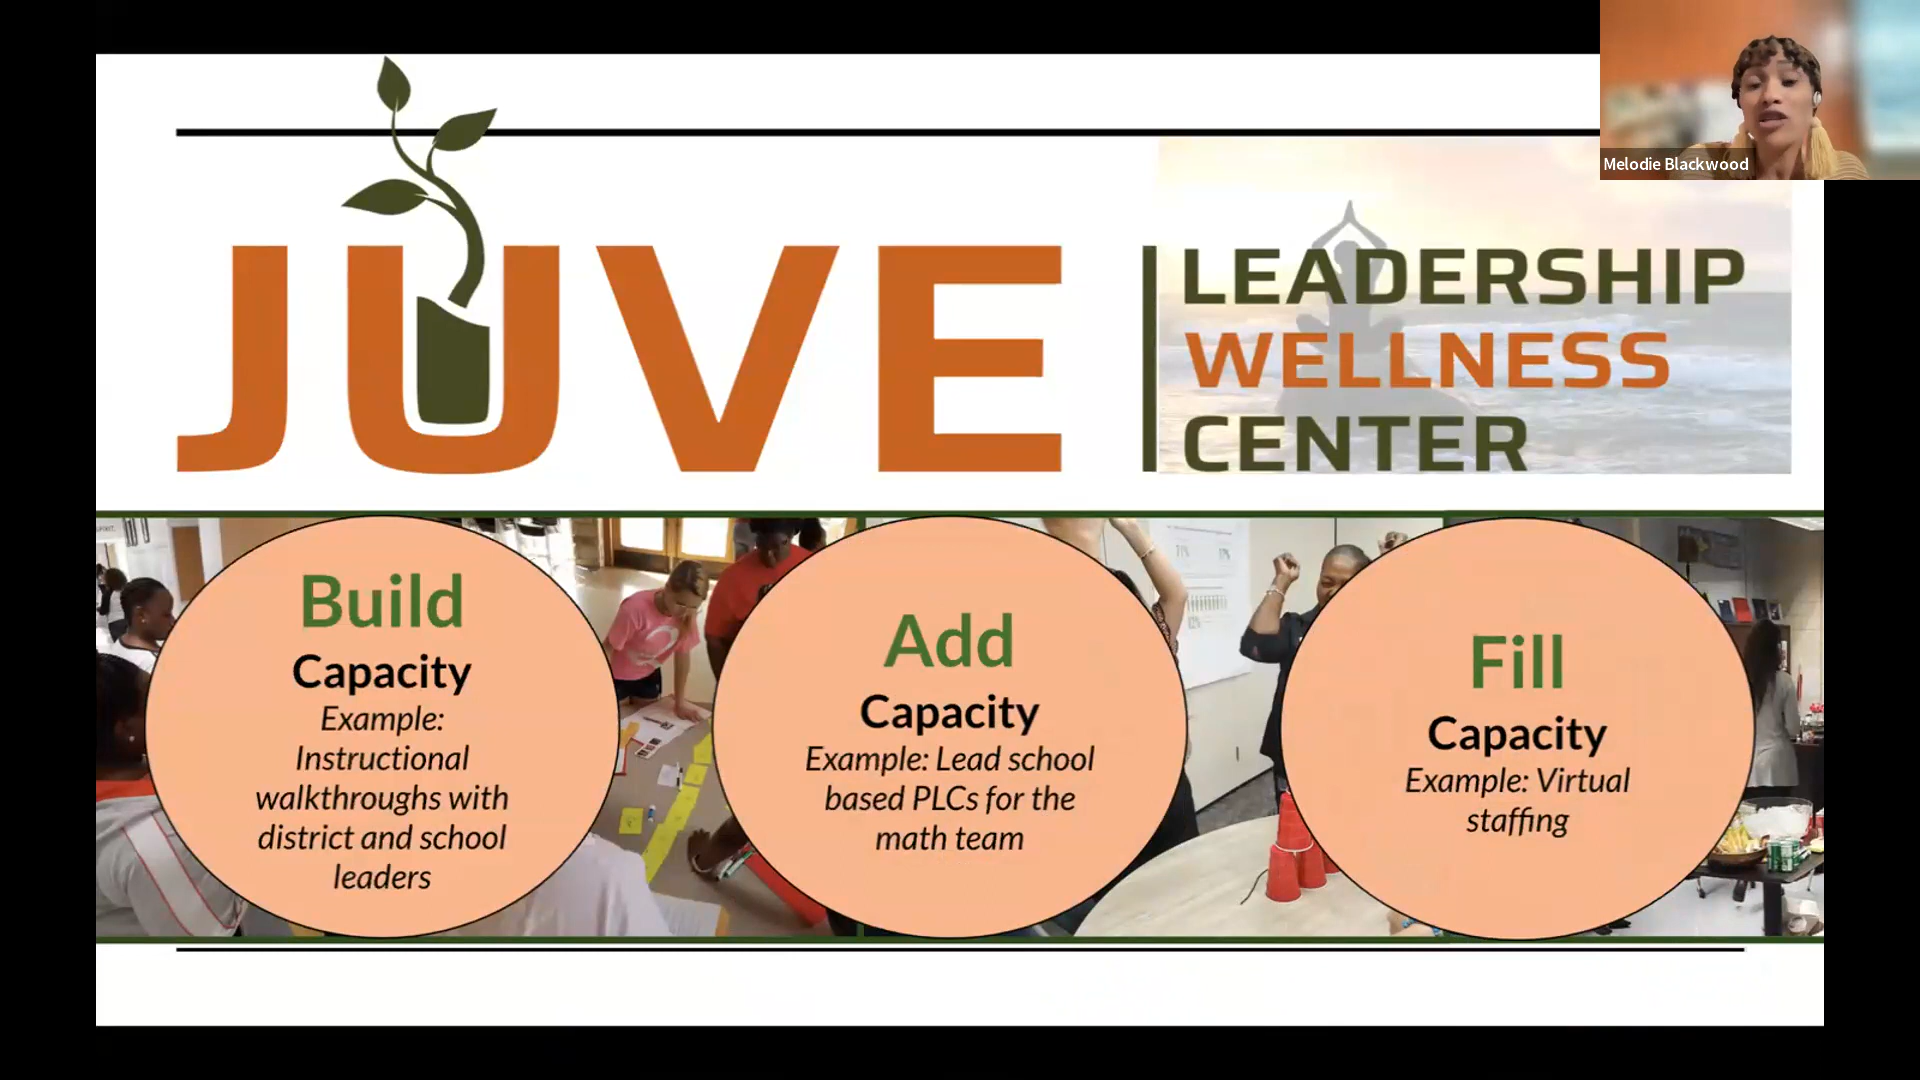 Melodie Blackwood
JUVE
LEADERSHIP
WELLNESS
CENTER
Build
Capacity
Example:
Instructional
walkthroughs with
district and school
leaders
Add
Capacity
Example: Lead school
based PLCs for the
math team
Fill
Capacity
Example: Virtual
staffing